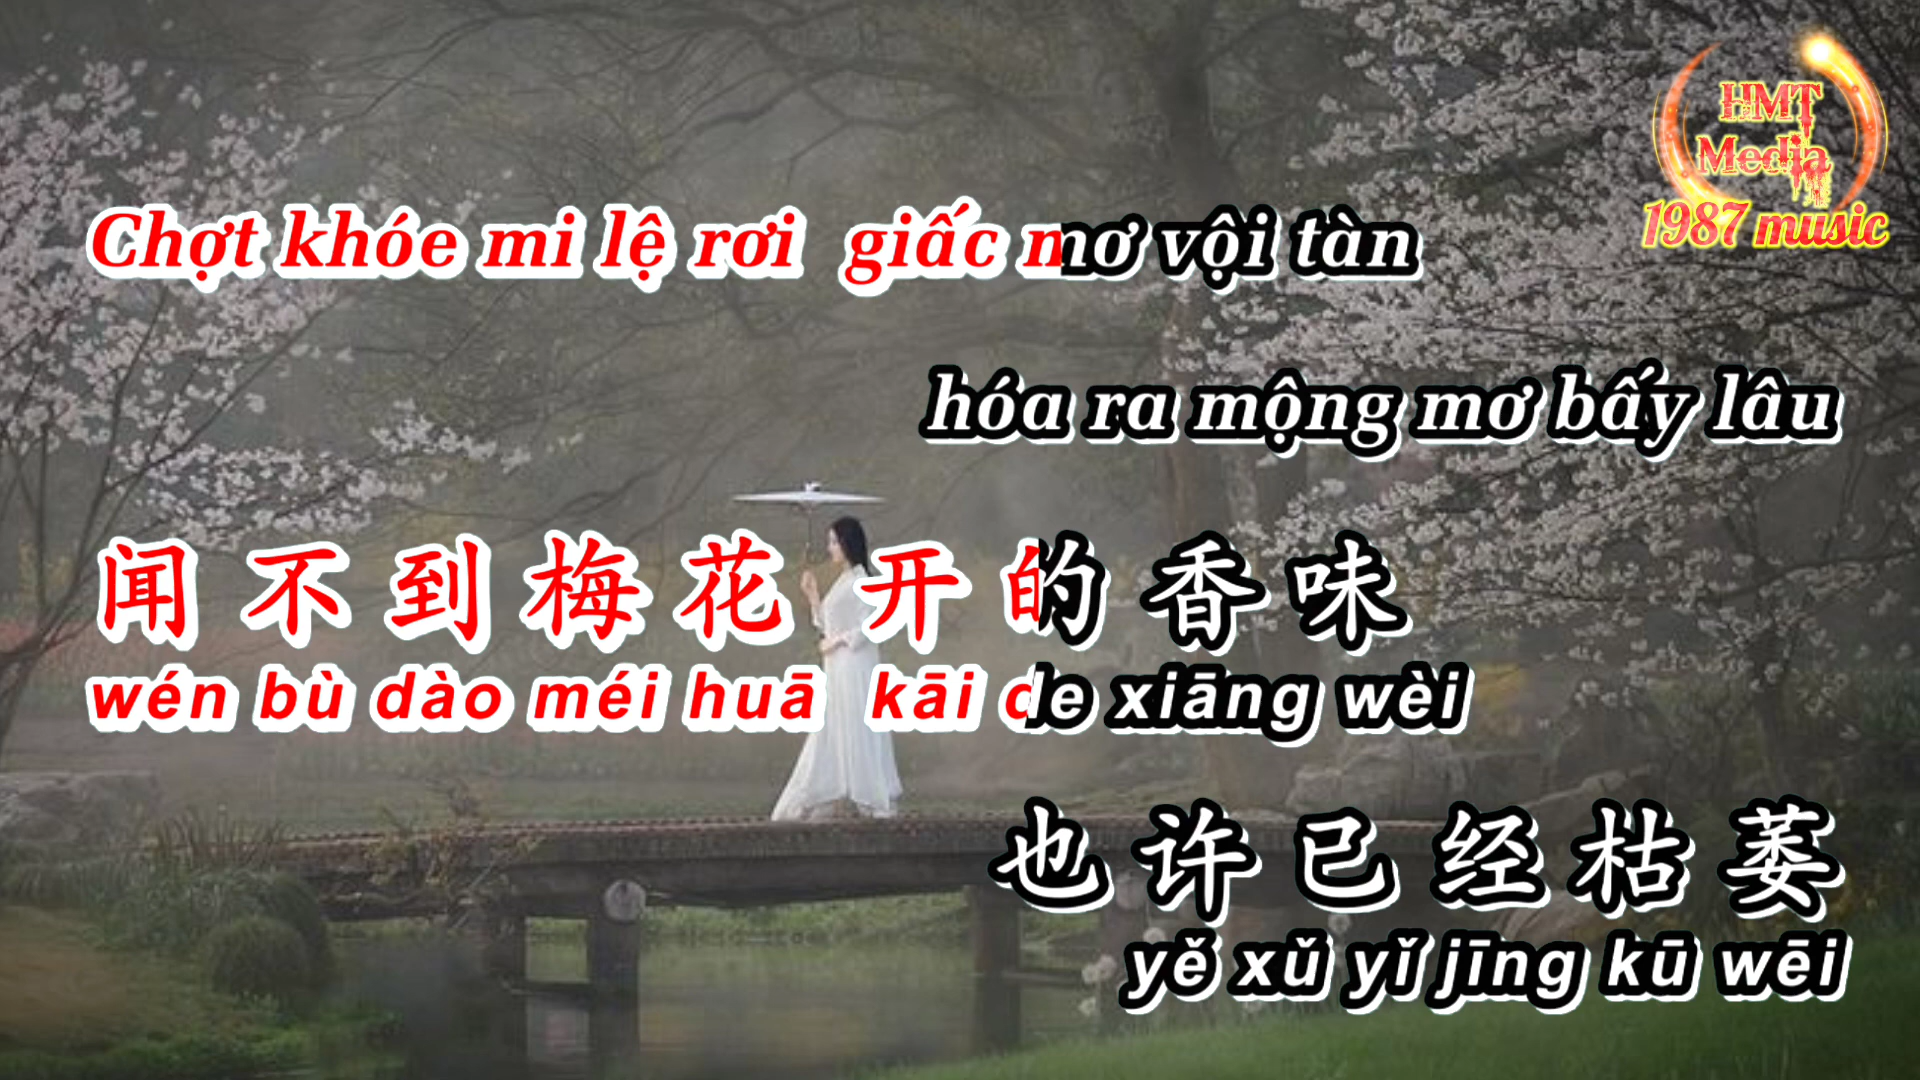 HMT
Media
1987 music
Chợt khóe mi lệ rơi giấc mơ vội tàn
hóa ra mộng mơ bấy lâu
闻不到梅花 开的香味
wén bù dào méi huā kāi de xiāng wèi
也许已经枯萎
yě xǔ yǐ jīng kū wēi